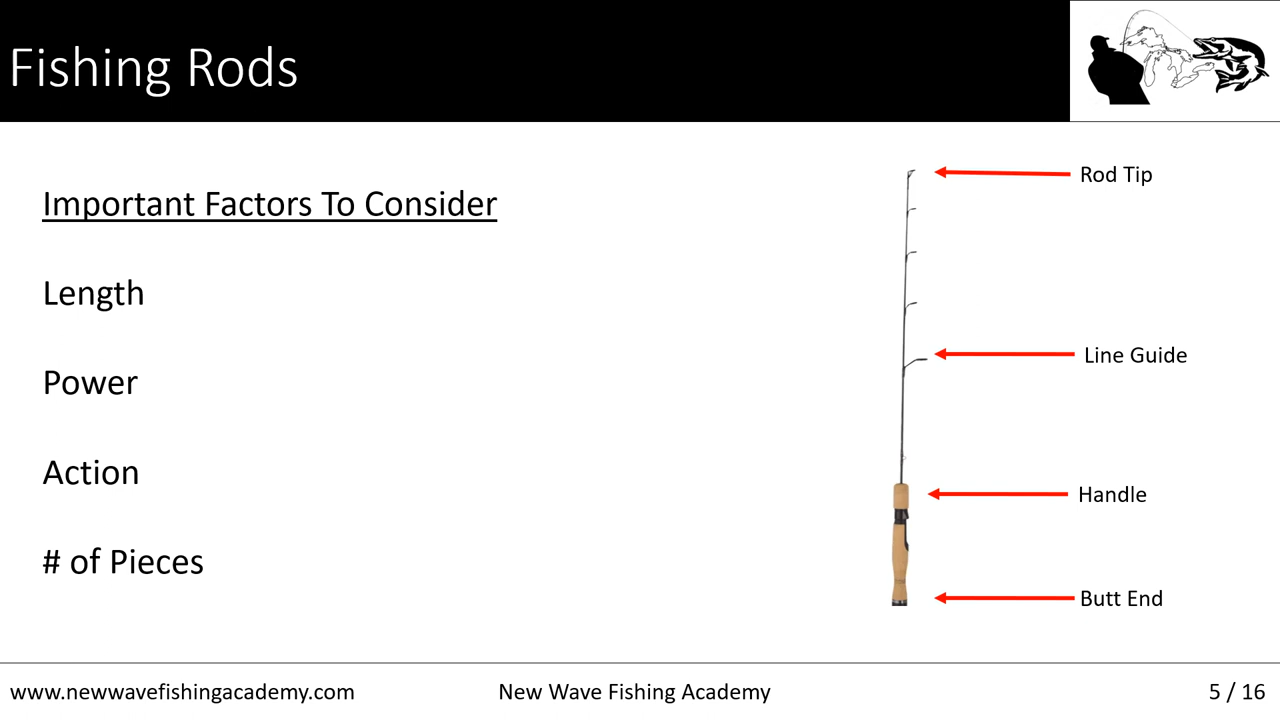 Fishing Rods
Important Factors To Consider
Length
Power
Action
# of Pieces
Rod Tip
Line Guide
Handle
Butt End
www.newwavefishingacademy.com
New Wave Fishing Academy
5 / 16